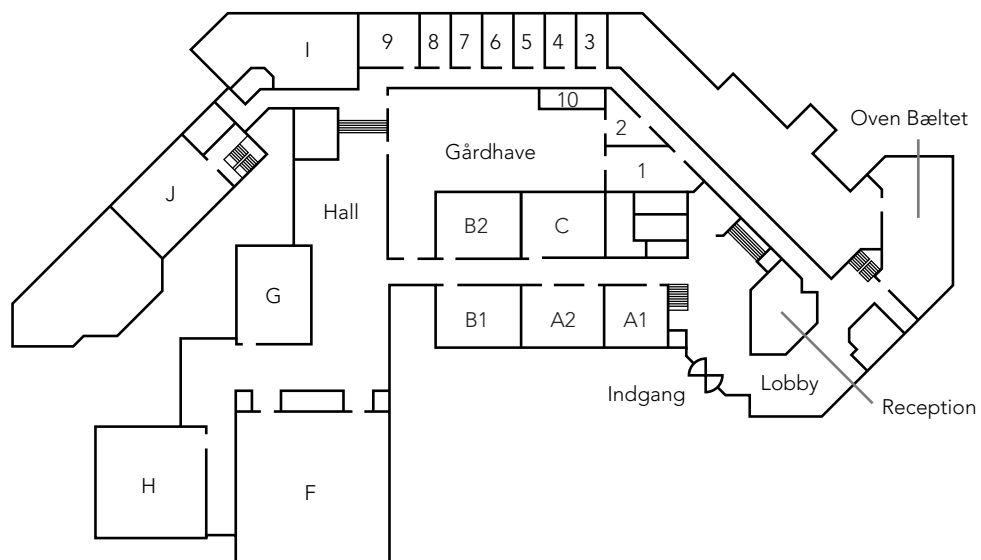 I
9
8
7
6
5
4
3
10
2
Oven Bæltet
Gårdhave
1
J
Hall
B2
C
G
B1
A2
A1
Lobby
Indgang
Reception
H
F